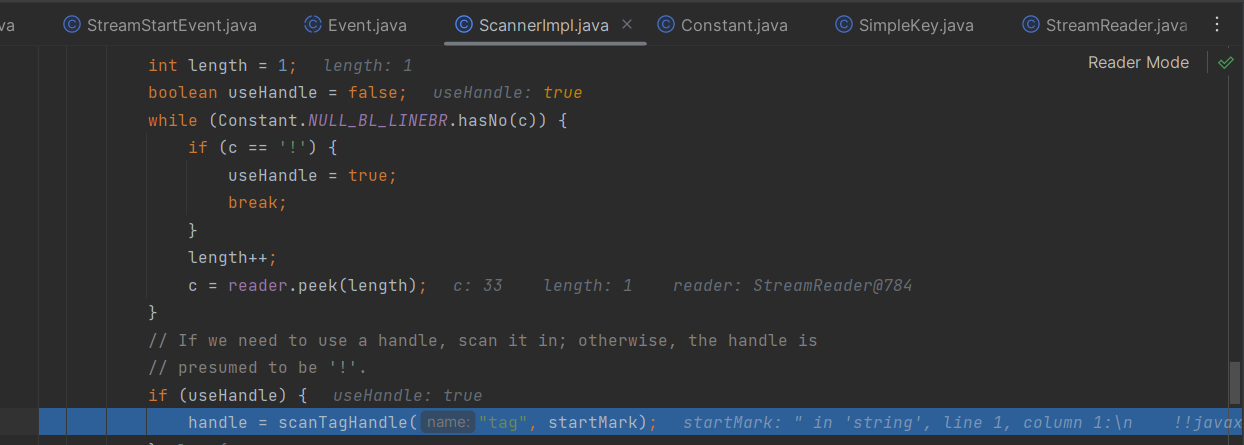 va StreamStartEvent.java Event.java ScannerImpl.java Constant.java SimpleKey.java StreamReader.java
int length = 1; length: 1 Reader Mode
boolean useHandle = false; useHandle: true
while (Constant.NULL_BL_LINEBR.hasNo(c)) {
if (c == '!') {
useHandle = true;
break;
}
length++;
c = reader.peek(length); c: 33 length: 1 reader: StreamReader@784
}
// If we need to use a handle, scan it in; otherwise, the handle is
// presumed to be '!'.
if (useHandle) { useHandle: true
handle = scanTagHandle( name: "tag", startMark); startMark: " in 'string', line 1, column 1:\n !!javax